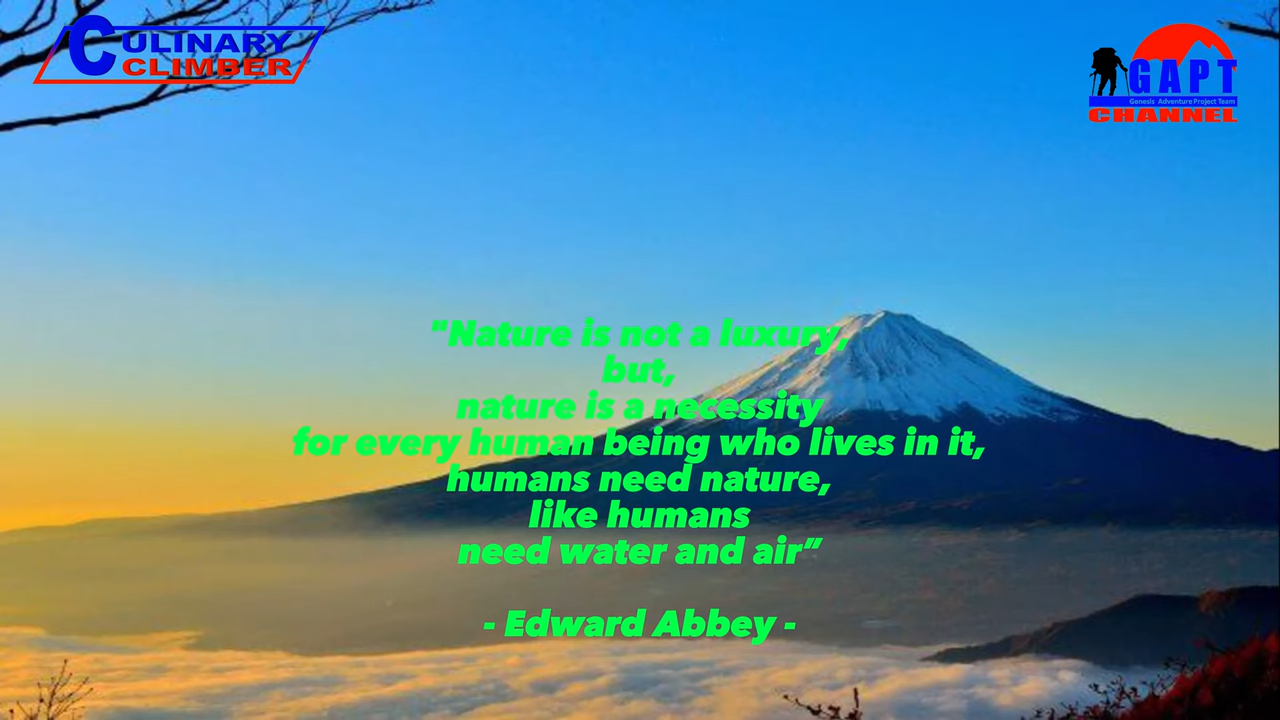 CULINARY
CLIMBER
GAPT
Genesis Adventure Project Team
CHANNEL
"Nature is not a luxury,
but,
nature is a necessity
for every human being who lives in it,
humans need nature,
like humans
need water and air”
- Edward Abbey -